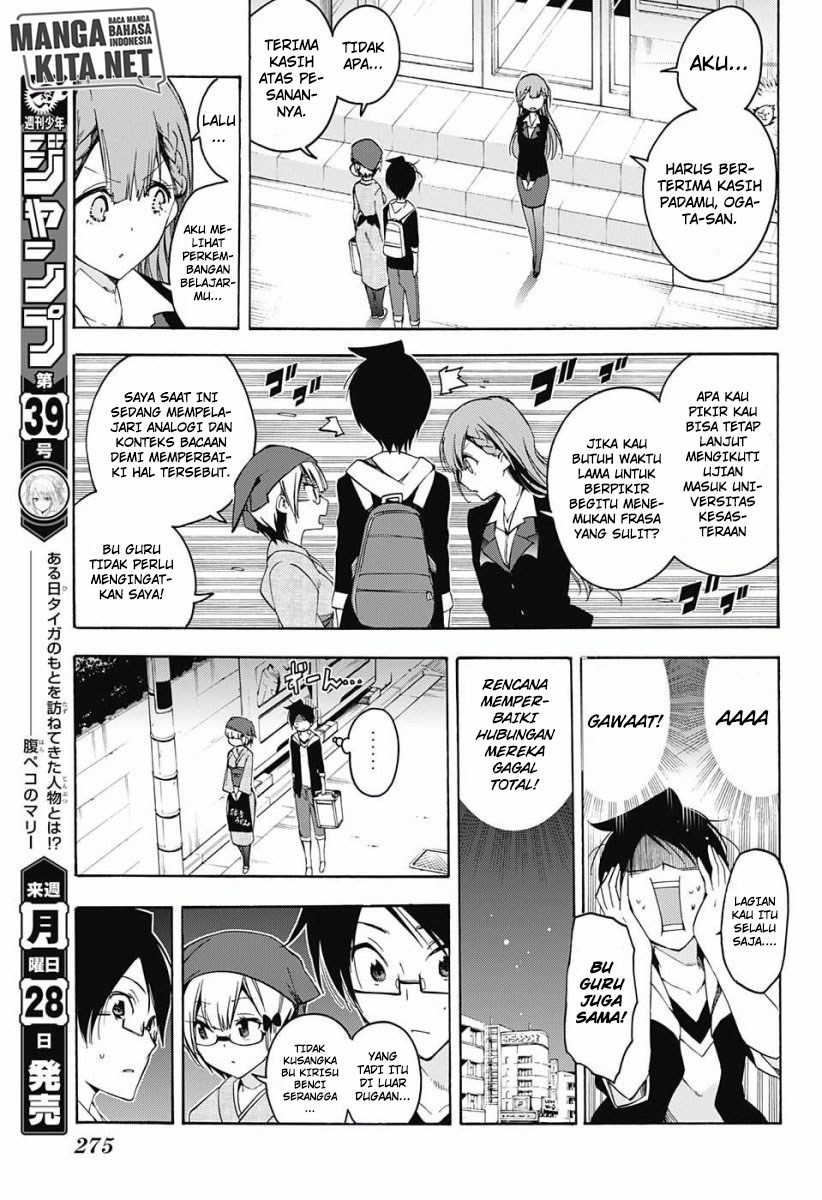 BACA MANGA
BAHASA
INDONESIA
MANGA
KITA.NET
AKU...
HARUS BER-
TERIMA KASIH
PADAMU, OGA-
TA-SAN.
TIDAK
APA...
TERIMA
KASIH
ATAS PE-
SANAN-
NYA.
LALU
...
AKU ME-
LIHAT
PERKEM-
BANGAN
BELAJAR-
MU...
APA KAU
PIKIR KAU
BISA TETAP
LANJUT
MENGIKUTI
UJIAN
MASUK UNI-
VERSITAS
KESAS-
TERAAN
JIKA KAU
BUTUH WAKTU
LAMA UNTUK
BERPIKIR
BEGITU MENE-
MUKAN FRASA
YANG SULIT?
SAYA SAAT INI
SEDANG MEMPELA-
JARI ANALOGI DAN
KONTEKS BACAAN
DEMI MEMPERBAI-
KI HAL TERSEBUT.
BU GURU
TIDAK PERLU
MENGINGAT-
KAN SAYA!
AAAA
GAWAAT!
LAGIAN
KAU ITU
SELALU
SAJA....
BU
GURU
JUGA
SAMA!
RENCANA
MEMPER-
BAIKI
HUBUNGAN
MEREKA
GAGAL
TOTAL!
ずーん…
......
YANG
TADI ITU
DI LUAR
DUGAAN...
TIDAK
KUSANGKA
BU KIRISU
BENCI
SERANGGA
...
週刊少年
ジャンプ
第
39
号
ある日タイガのもとを訪ねてきた人物とは!?
腹ペコのマリー
来週
月
曜日
28
日
発売
275